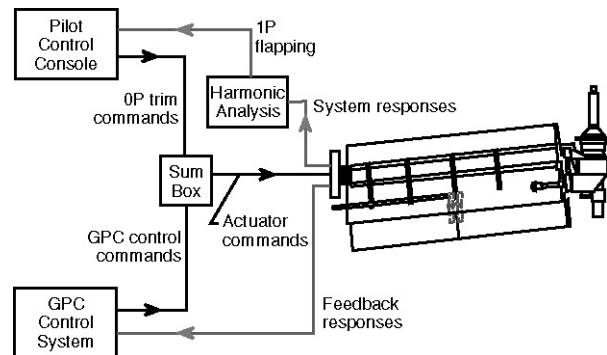 Pilot
Control
Console
1P
flapping
Harmonic
Analysis
System responses
0P trim
commands
Sum
Box
Actuator
commands
GPC control
commands
GPC
Control
System
Feedback
responses